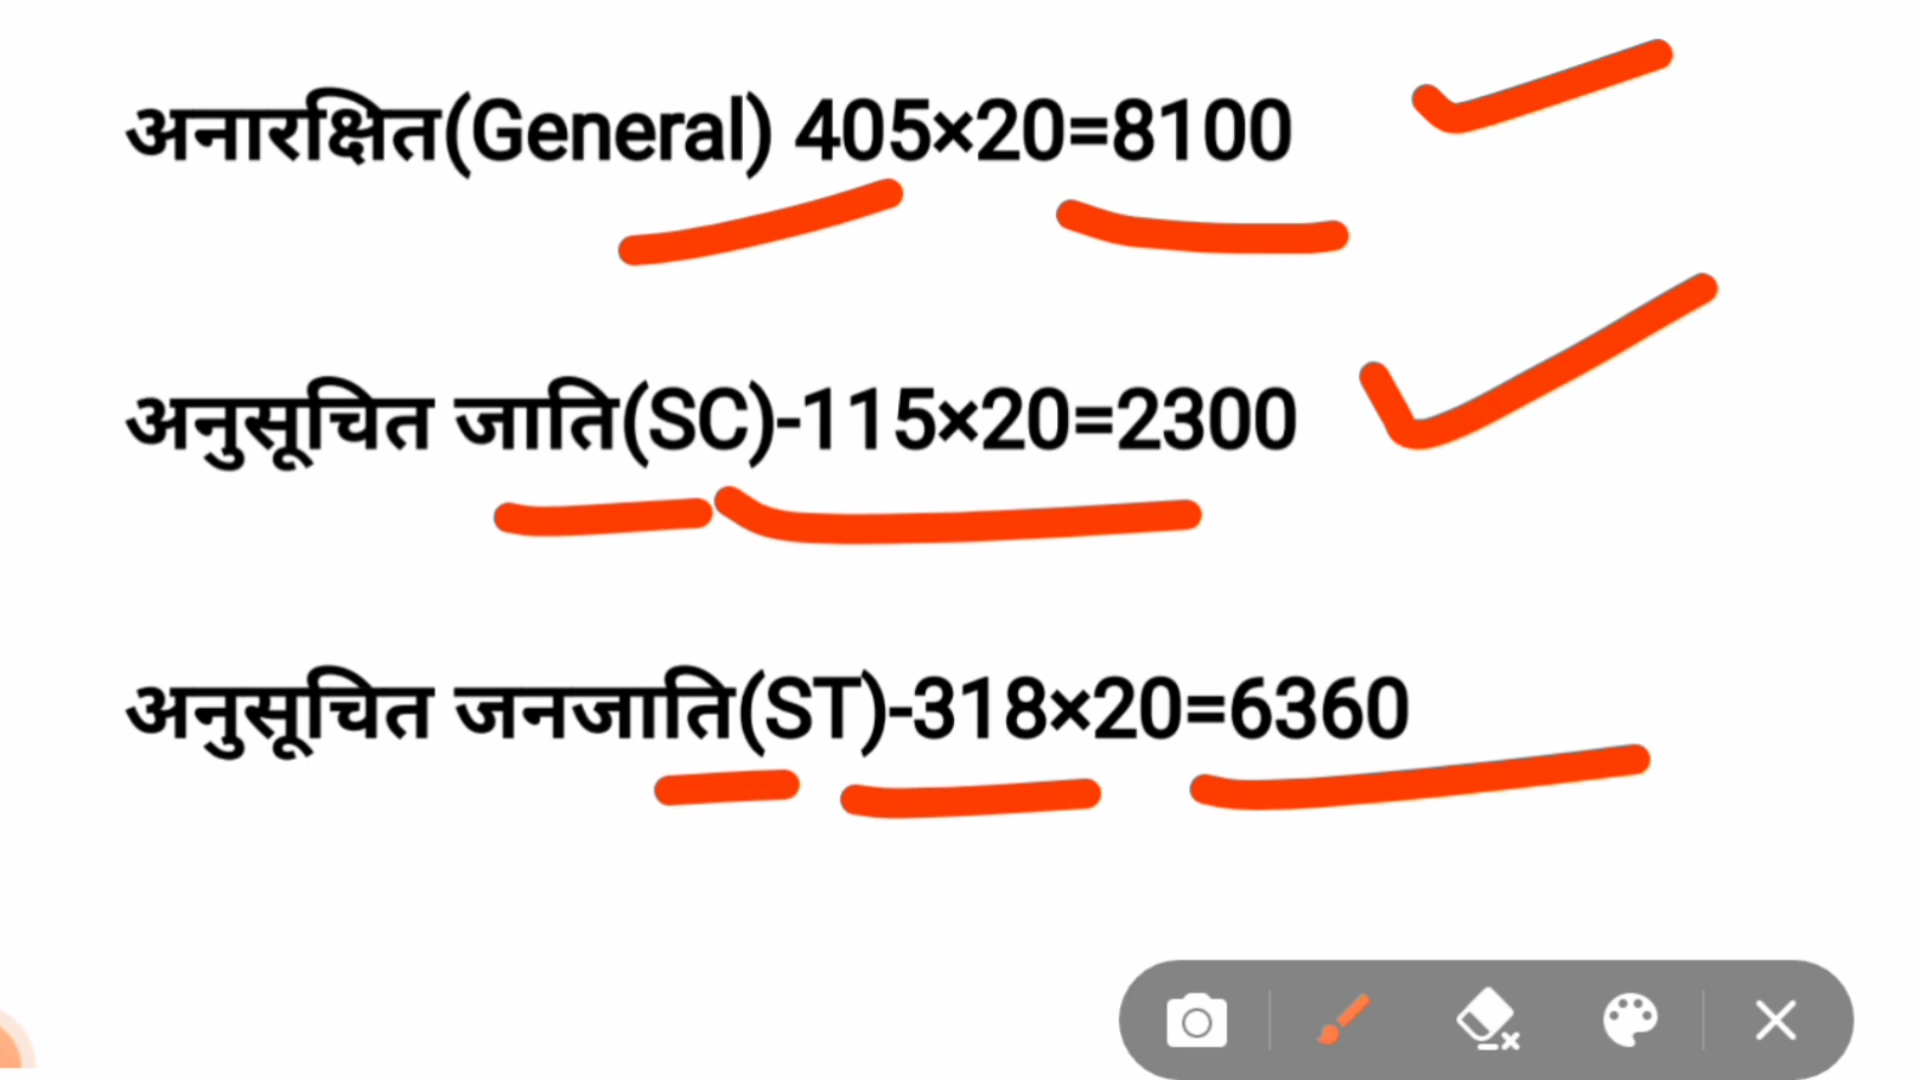 अनारक्षित(General) 405×20=8100
अनुसूचित जाति(SC)-115×20=2300
अनुसूचित जनजाति(ST)-318×20=6360